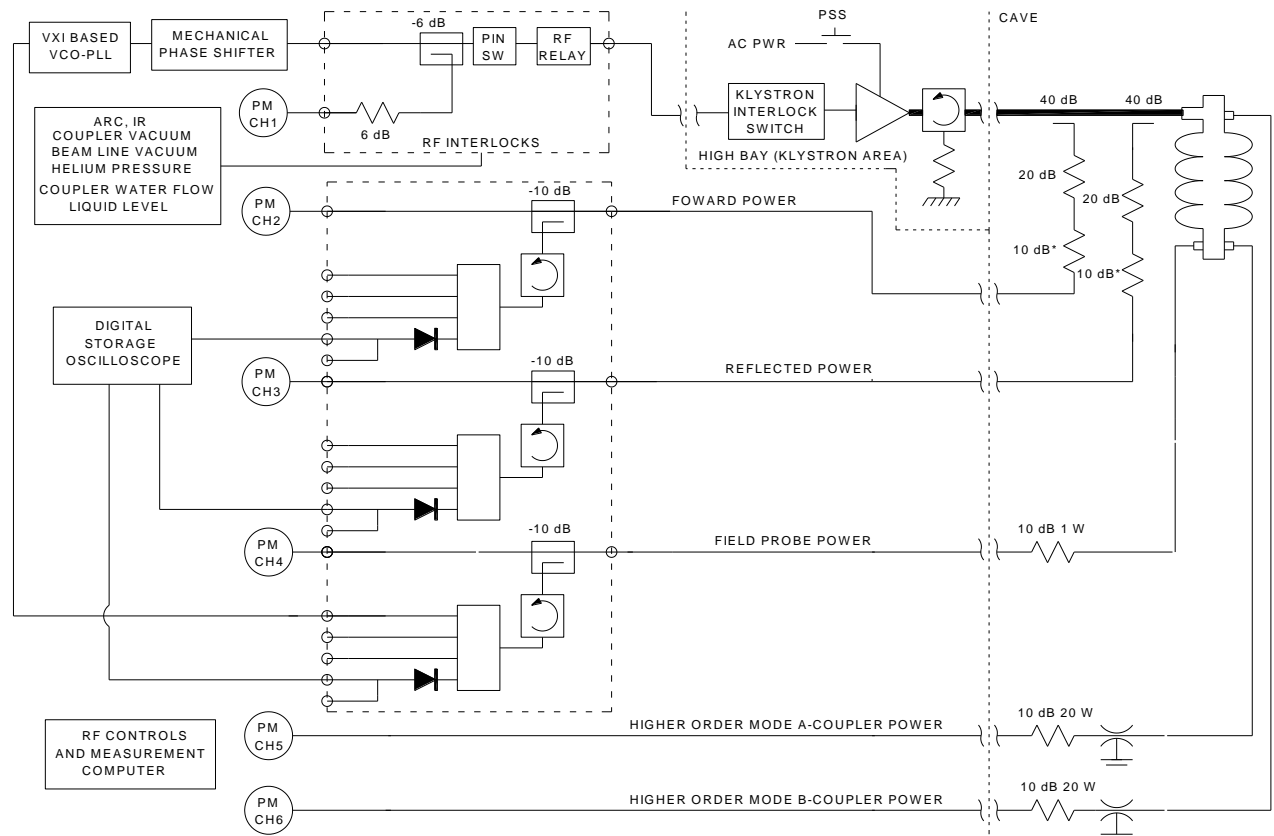 VXI BASED
VCO-PLL
MECHANICAL
PHASE SHIFTER
-6 dB
PIN
SW
RF
RELAY
PM
CH1
6 dB
RF INTERLOCKS
ARC, IR
COUPLER VACUUM
BEAM LINE VACUUM
HELIUM PRESSURE
COUPLER WATER FLOW
LIQUID LEVEL
PSS
AC PWR
KLYSTRON
INTERLOCK
SWITCH
HIGH BAY (KLYSTRON AREA)
CAVE
40 dB
40 dB
20 dB
20 dB
10 dB*
10 dB*
PM
CH2
-10 dB
FOWARD POWER
DIGITAL
STORAGE
OSCILLOSCOPE
PM
CH3
-10 dB
REFLECTED POWER
PM
CH4
-10 dB
FIELD PROBE POWER
10 dB 1 W
RF CONTROLS
AND MEASUREMENT
COMPUTER
PM
CH5
HIGHER ORDER MODE A-COUPLER POWER
10 dB 20 W
PM
CH6
HIGHER ORDER MODE B-COUPLER POWER
10 dB 20 W